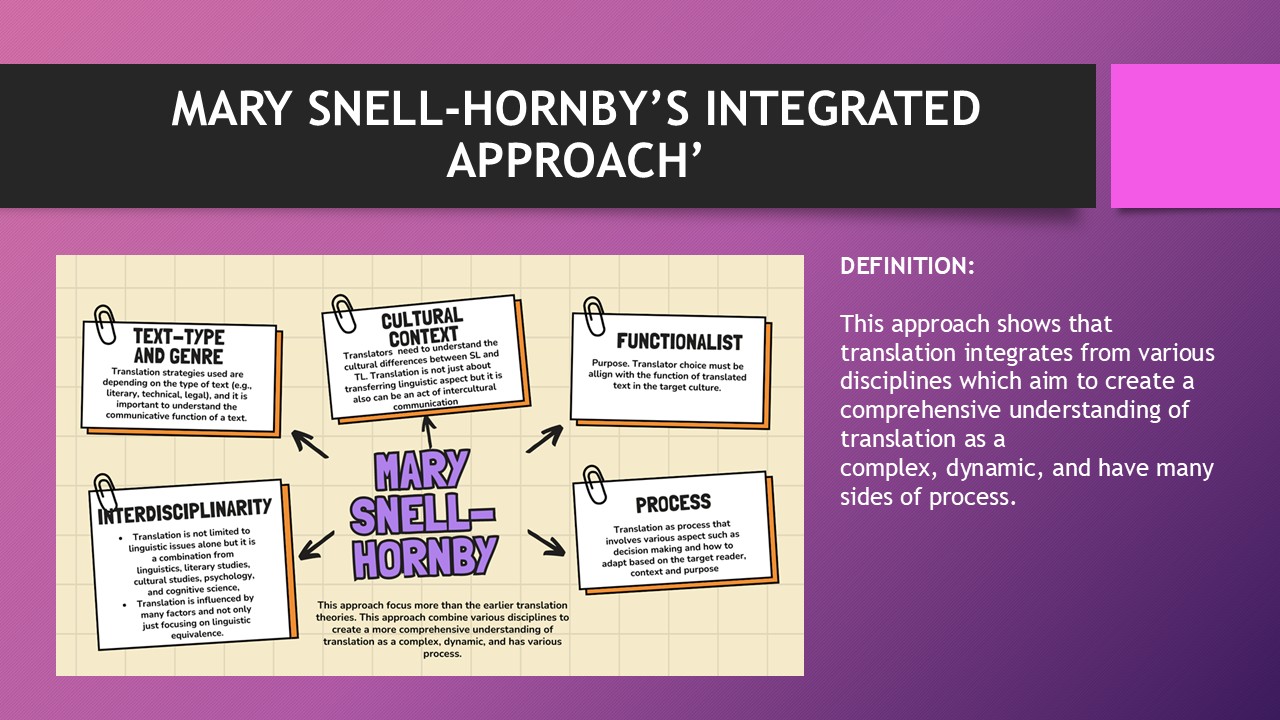 MARY SNELL-HORNBY’S INTEGRATED
APPROACH’
TEXT-TYPE
AND GENRE
Translation strategies used are
depending on the type of text (e.g.,
literary, technical, legal), and it is
important to understand the
communicative function of a text.
CULTURAL
CONTEXT
Translators need to understand the
cultural differences between SL and
TL. Translation is not just about
transferring linguistic aspect but it is
also can be an act of intercultural
communication
FUNCTIONALIST
Purpose. Translator choice must be
allign with the function of translated
text in the target culture.
INTERDISCIPLINARITY
• Translation is not limited to
linguistic issues alone but it is
a combination from
linguistics, literary studies,
cultural studies, psychology,
and cognitive science,
• Translation is influenced by
many factors and not only
just focusing on linguistic
equivalence.
MARY
SNELL-
HORNBY
PROCESS
Translation as process that
involves various aspect such as
decision making and how to
adapt based on the target reader,
context and purpose
This approach focus more than the earlier translation
theories. This approach combine various disciplines to
create a more comprehensive understanding of
translation as a complex, dynamic, and has various
process.
DEFINITION:
This approach shows that
translation integrates from various
disciplines which aim to create a
comprehensive understanding of
translation as a
complex, dynamic, and have many
sides of process.